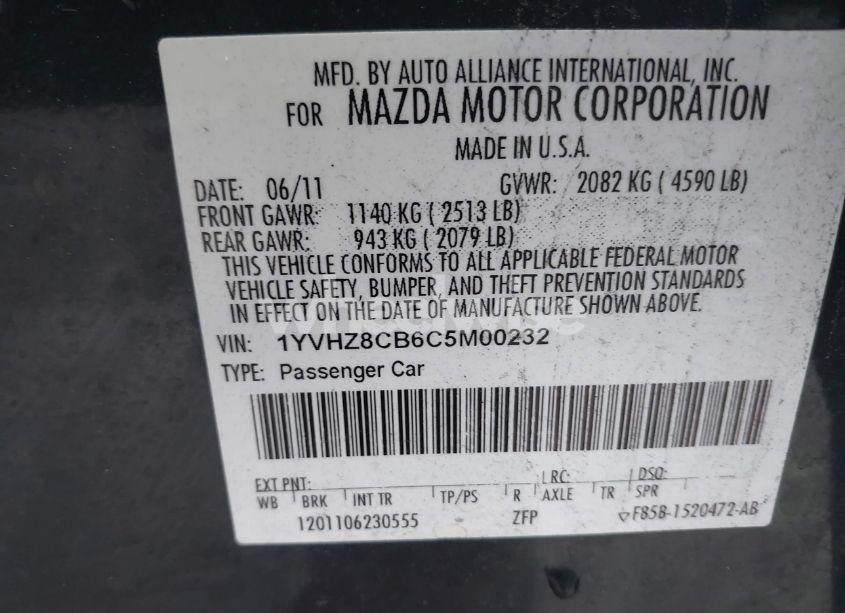 MFD. BY AUTO ALLIANCE INTERNATIONAL, INC.
FOR MAZDA MOTOR CORPORATION
MADE IN U.S.A.
DATE: 06/11 GVWR: 2082 KG ( 4590 LB)
FRONT GAWR: 1140 KG ( 2513 LB)
REAR GAWR: 943 KG ( 2079 LB)
THIS VEHICLE CONFORMS TO ALL APPLICABLE FEDERAL MOTOR
VEHICLE SAFETY, BUMPER, AND THEFT PREVENTION STANDARDS
IN EFFECT ON THE DATE OF MANUFACTURE SHOWN ABOVE.
VIN: 1YVHZ8CB6C5M00232
TYPE: Passenger Car
EXT PNT: LRC: DSO:
WB BRK INT TR TP/PS R AXLE TR SPR
1201106230555 ZFP F85B-1520472-AB